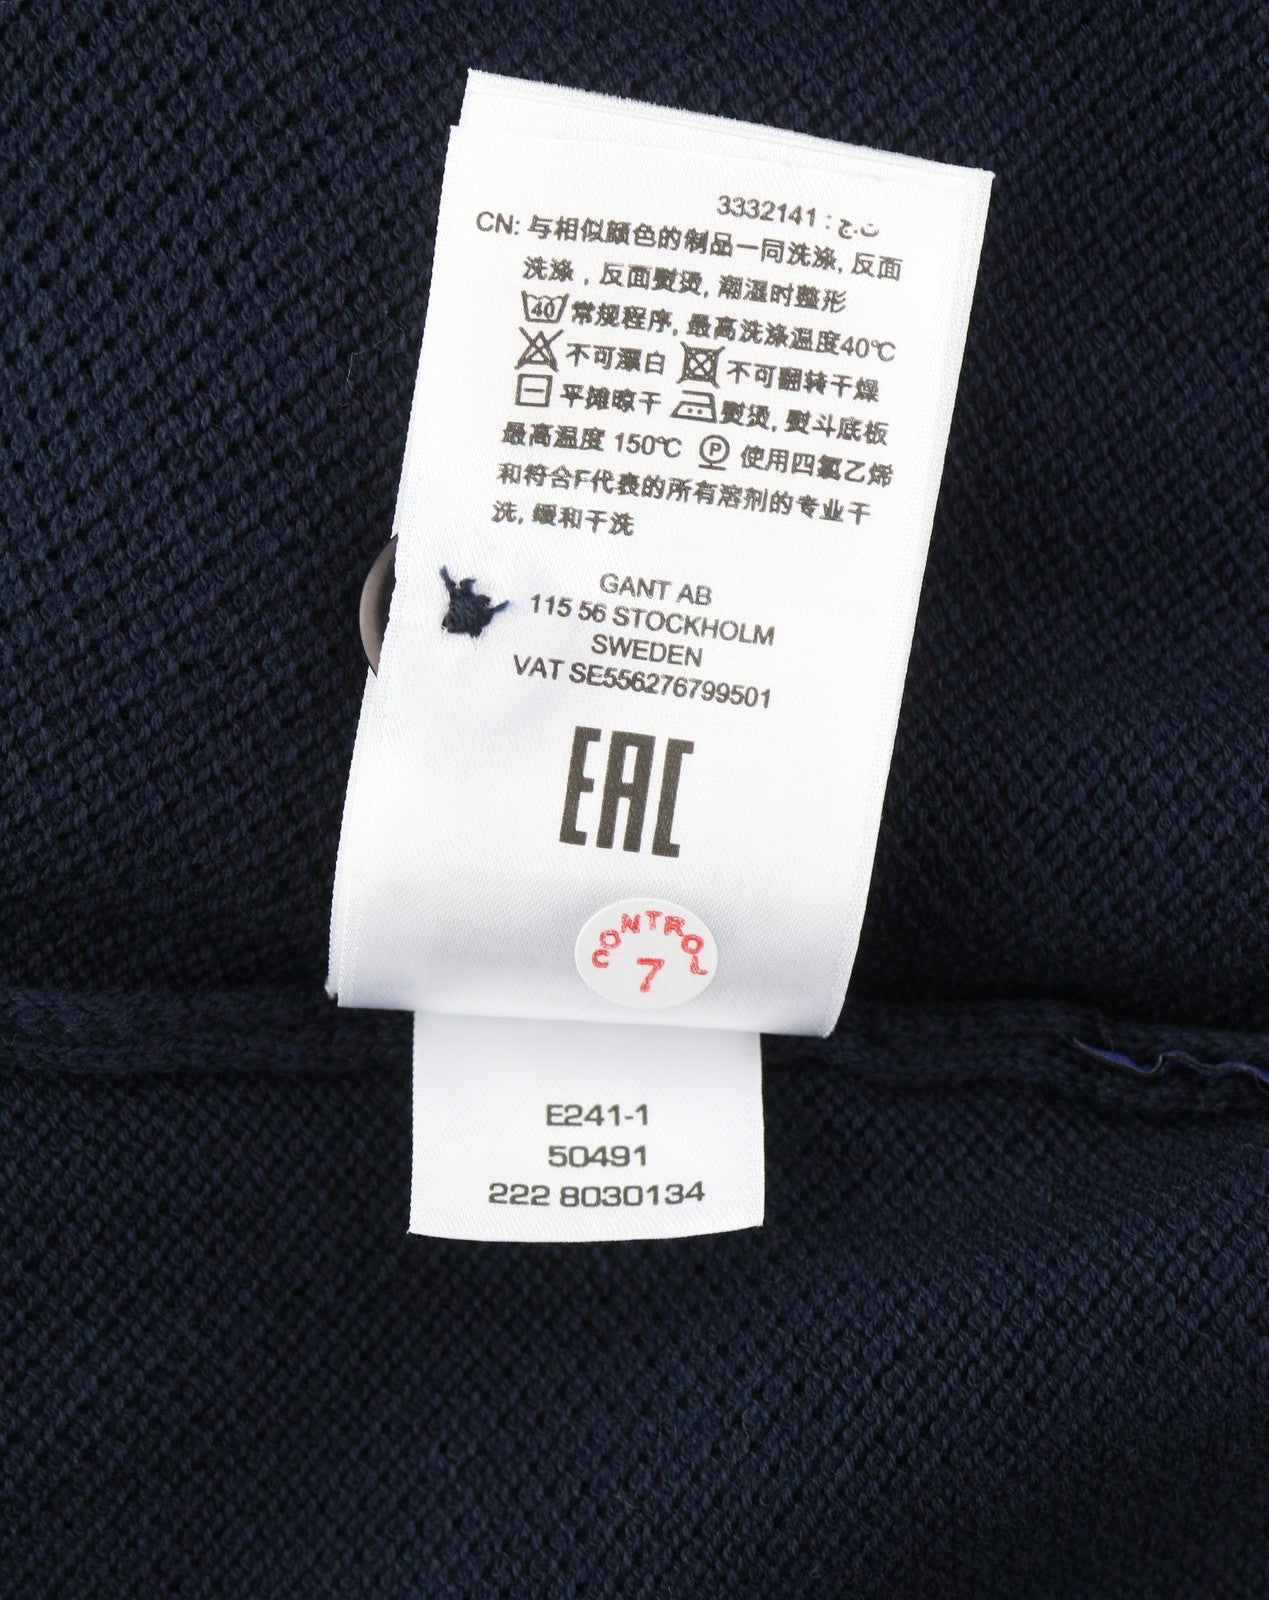 3332141 : ت.ج
CN: 与相似颜色的制品一同洗涤, 反面
洗涤 , 反面熨烫, 潮湿时整形
40 常规程序, 最高洗涤温度40℃
不可漂白 不可翻转干燥
平摊晾干 熨烫, 熨斗底板
最高温度 150℃ P 使用四氯乙烯
和符合F代表的所有溶剂的专业干
洗, 缓和干洗
GANT AB
115 56 STOCKHOLM
SWEDEN
VAT SE556276799501
EAC
CONTROL
7
E241-1
50491
222 8030134